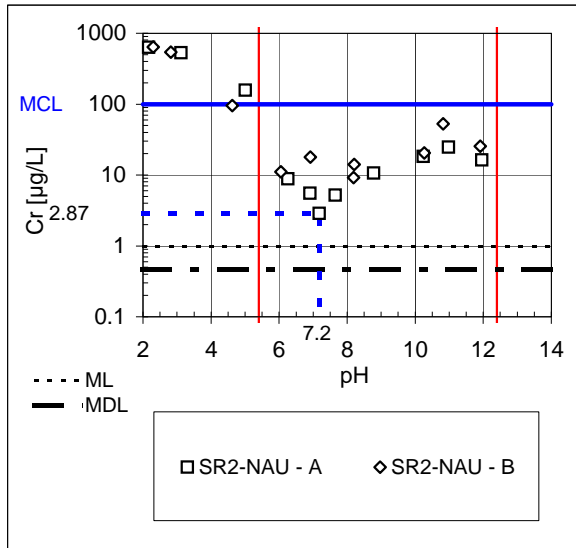 1000
MCL
100
Cr [µg/L]
10
2.87
1
0.1
7.2
2 4 6 8 10 12 14
pH
ML
MDL
SR2-NAU - A
SR2-NAU - B